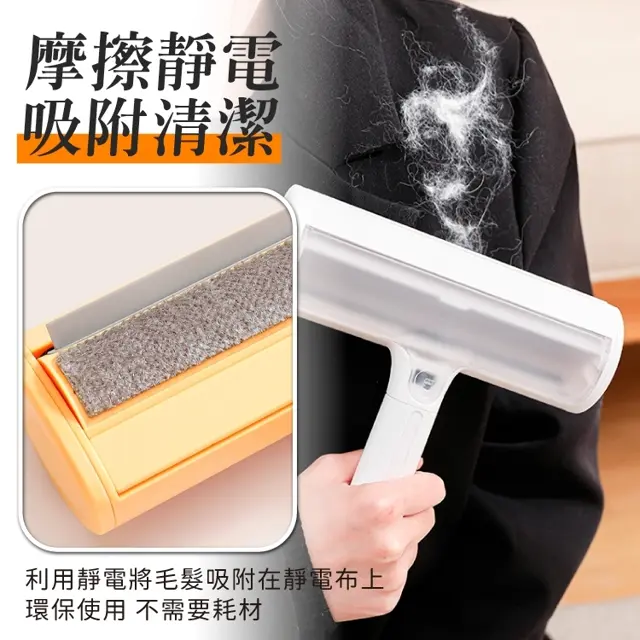 摩擦靜電
吸附清潔
利用靜電將毛髮吸附在靜電布上
環保使用 不需要耗材